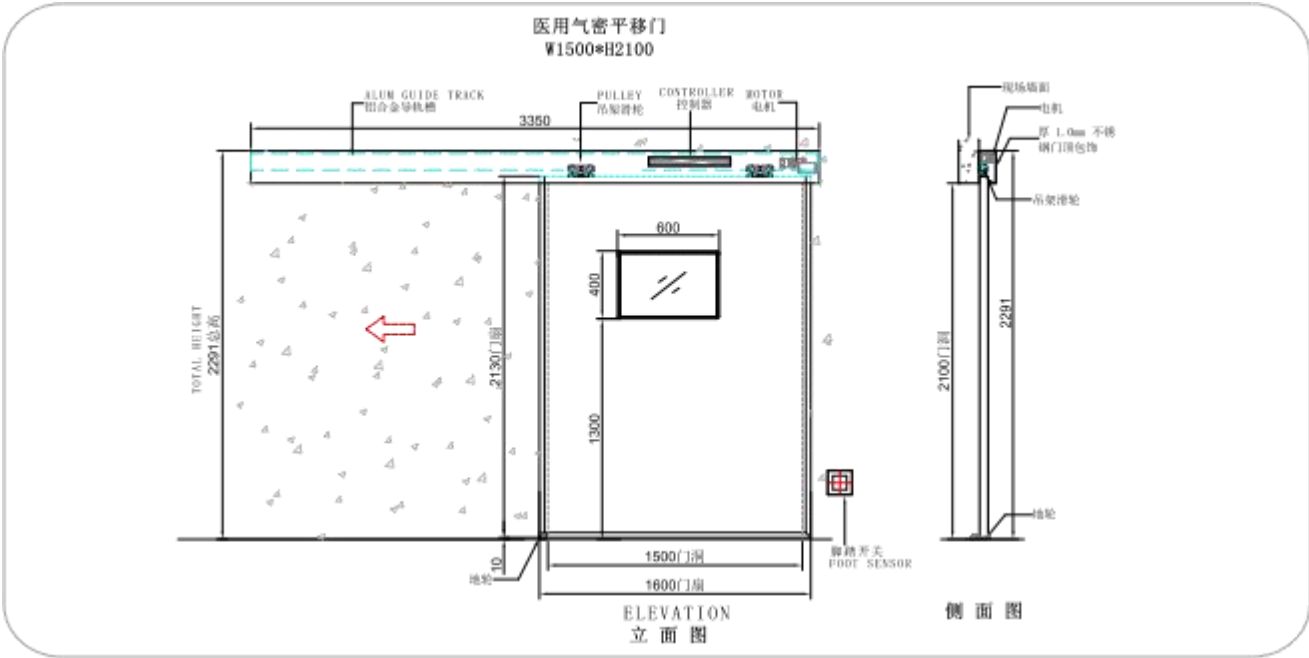 医用气密平移门
W1500*H2100
ALUM GUIDE TRACK
铝合金导轨槽
PULLEY
吊架滑轮
CONTROLLER
控制器
MOTOR
电机
3350
600
400
1300
TOTAL HEIGHT
2291总高
2130门扇
10
地轮
1500门洞
1600门扇
脚踏开关
FOOT SENSOR
ELEVATION
立面图
现场墙面
电机
厚 1.0mm 不锈
钢门顶包饰
吊架滑轮
2100门洞
2291
地轮
侧面图